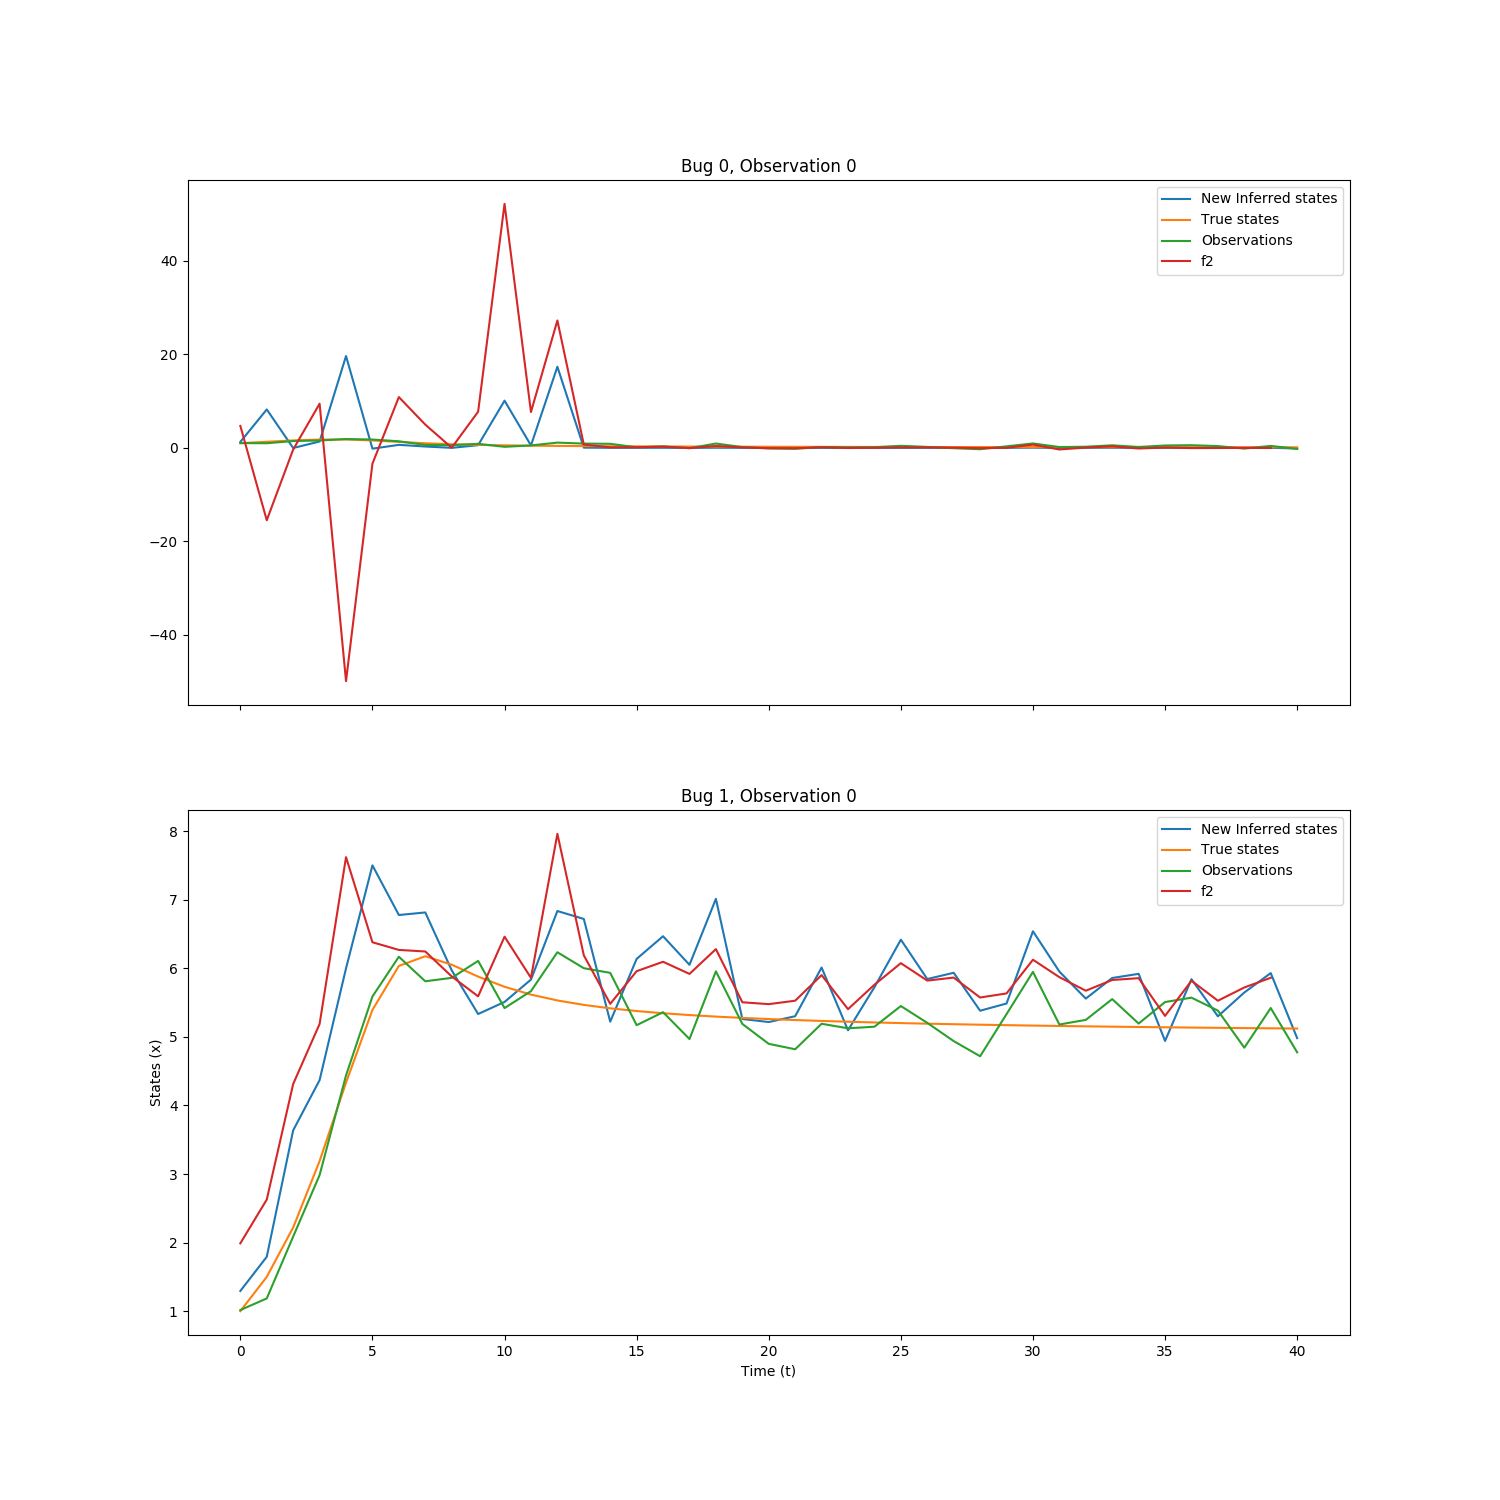 Bug 0, Observation 0
New Inferred states
True states
Observations
f2
40
20
0
−20
−40
Bug 1, Observation 0
New Inferred states
True states
Observations
f2
8
7
6
5
4
3
2
1
States (x)
0 5 10 15 20 25 30 35 40
Time (t)